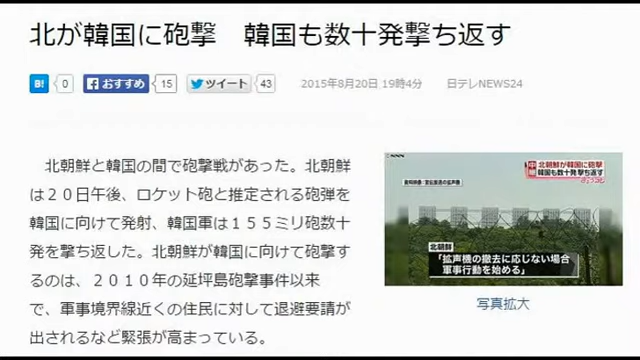 北が韓国に砲撃　韓国も数十発撃ち返す
B! 0 おすすめ 15 ツイート 43 2015年8月20日 19時4分 日テレNEWS24
北朝鮮と韓国の間で砲撃戦があった。北朝鮮
は２０日午後、ロケット砲と推定される砲弾を
韓国に向けて発射、韓国軍は１５５ミリ砲数十
発を撃ち返した。北朝鮮が韓国に向けて砲撃す
るのは、２０１０年の延坪島砲撃事件以来
で、軍事境界線近くの住民に対して退避要請が
出されるなど緊張が高まっている。
NNN
北朝鮮が韓国に砲撃
韓国も数十発撃ち返す
北朝鮮
「拡声機の撤去に応じない場合
軍事行動を始める」
写真拡大